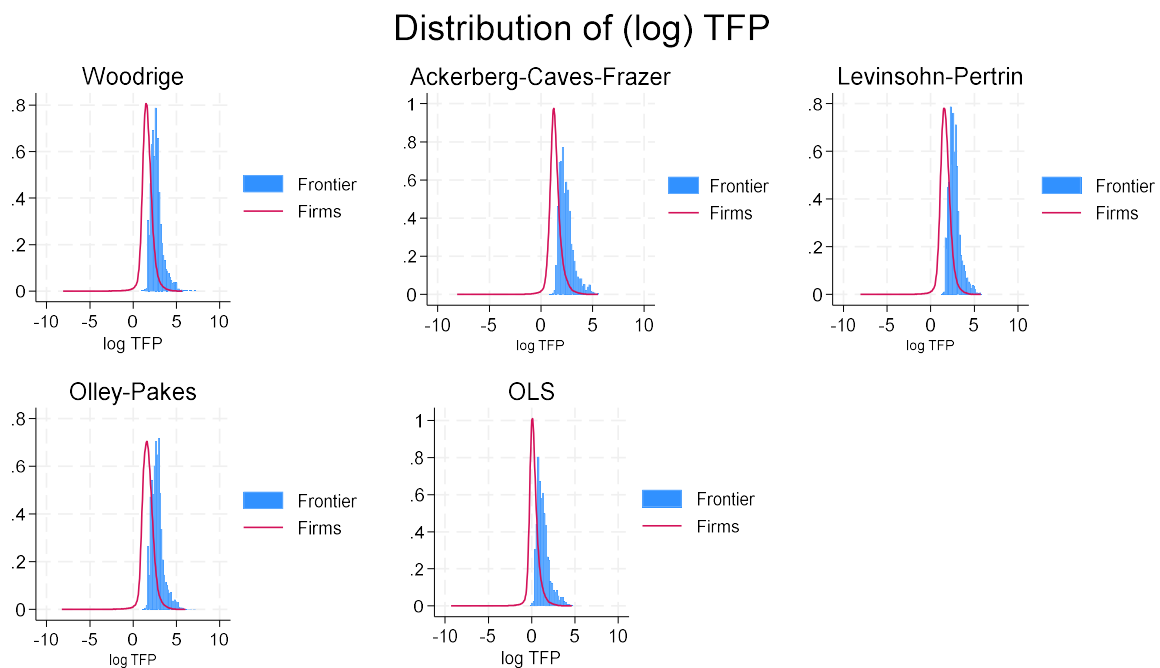 Distribution of (log) TFP
Woodrige
.8
.6
.4
.2
0
-10 -5 0 5 10
log TFP
Frontier
Firms
Ackerberg-Caves-Frazer
1
.8
.6
.4
.2
0
-10 -5 0 5 10
log TFP
Frontier
Firms
Levinsohn-Pertrin
.8
.6
.4
.2
0
-10 -5 0 5 10
log TFP
Frontier
Firms
Olley-Pakes
.8
.6
.4
.2
0
-10 -5 0 5 10
log TFP
Frontier
Firms
OLS
1
.8
.6
.4
.2
0
-10 -5 0 5 10
log TFP
Frontier
Firms